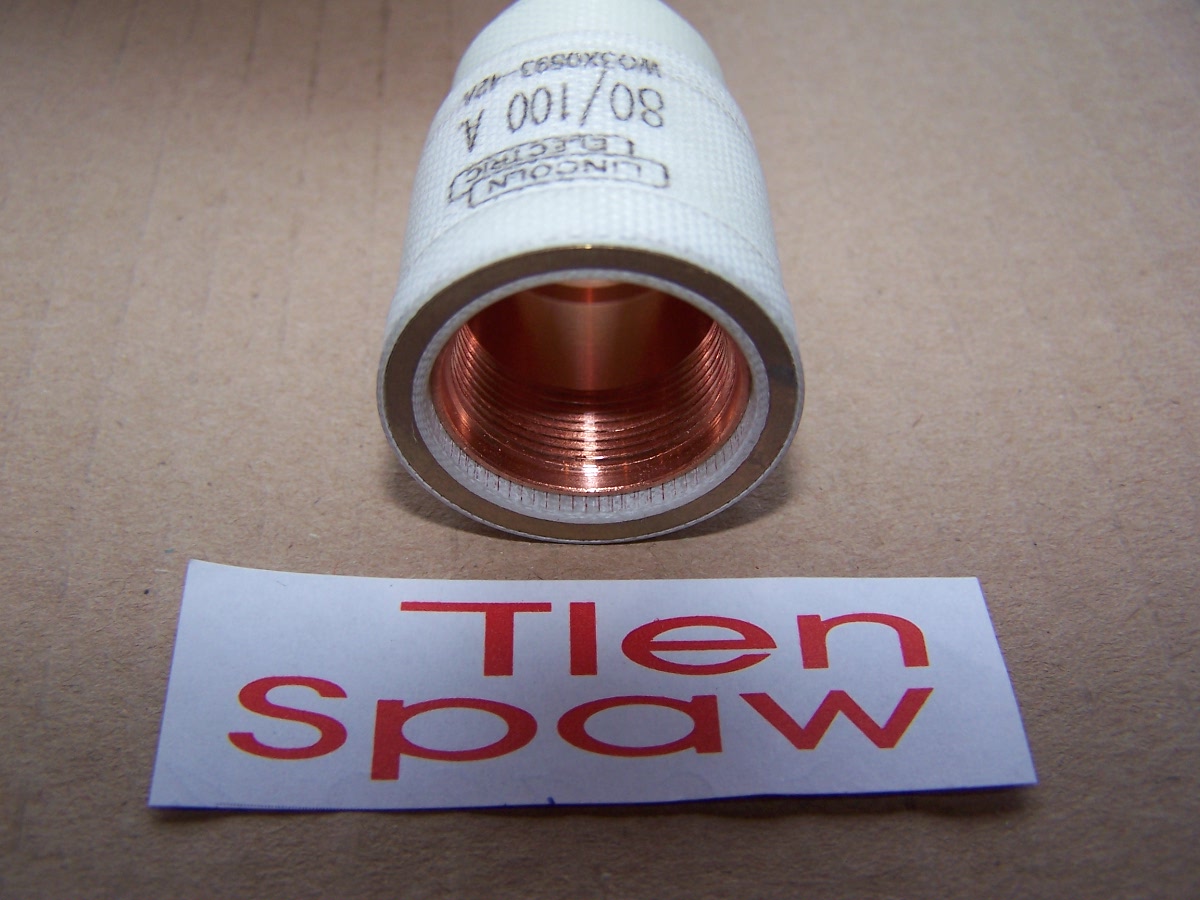 LINCOLN
ELECTRIC
80/100 A
W03X0893-42A
Tlen
Spaw